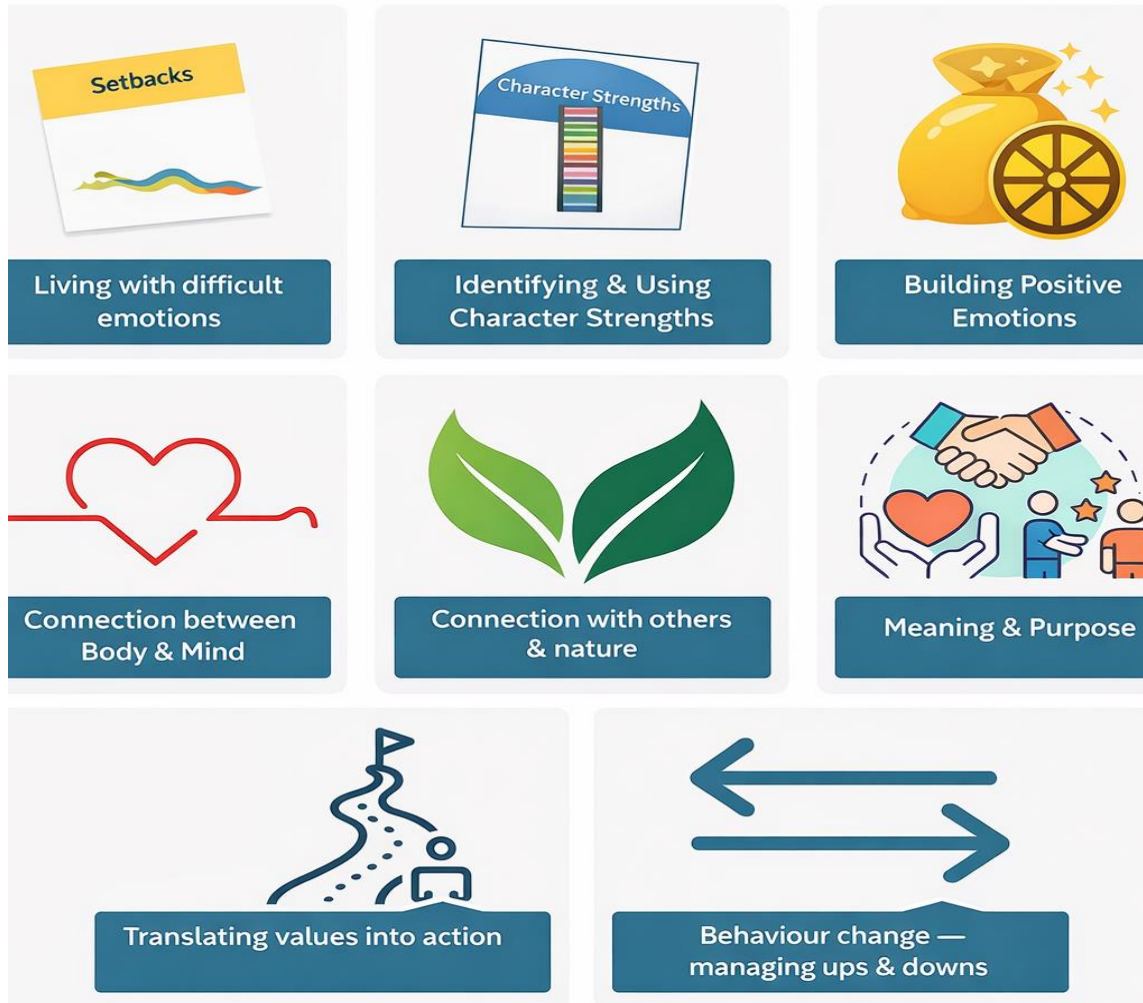 Setbacks
Character Strengths
Living with difficult
emotions
Identifying & Using
Character Strengths
Building Positive
Emotions
Connection between
Body & Mind
Connection with others
& nature
Meaning & Purpose
Translating values into action
Behaviour change —
managing ups & downs